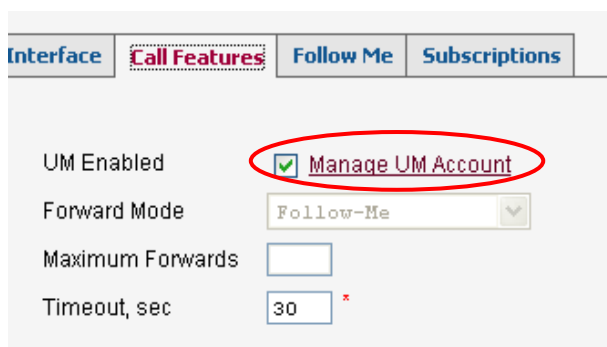 Interface Call Features Follow Me Subscriptions
UM Enabled Manage UM Account
Forward Mode Follow-Me
Maximum Forwards
Timeout, sec 30 *